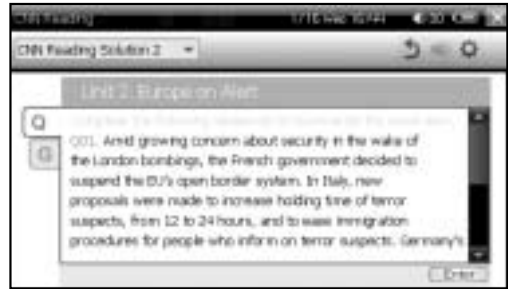 CNN Reading
CNN Reading Solution 2
Unit 2. Europe on Alert
Q
G
Q01. Amid growing concern about security in the wake of
the London bombings, the French government decided to
suspend the EU's open border system. In Italy, new
proposals were made to increase holding time of terror
suspects, from 12 to 24 hours, and to ease immigration
procedures for people who inform on terror suspects. Germany's
Enter